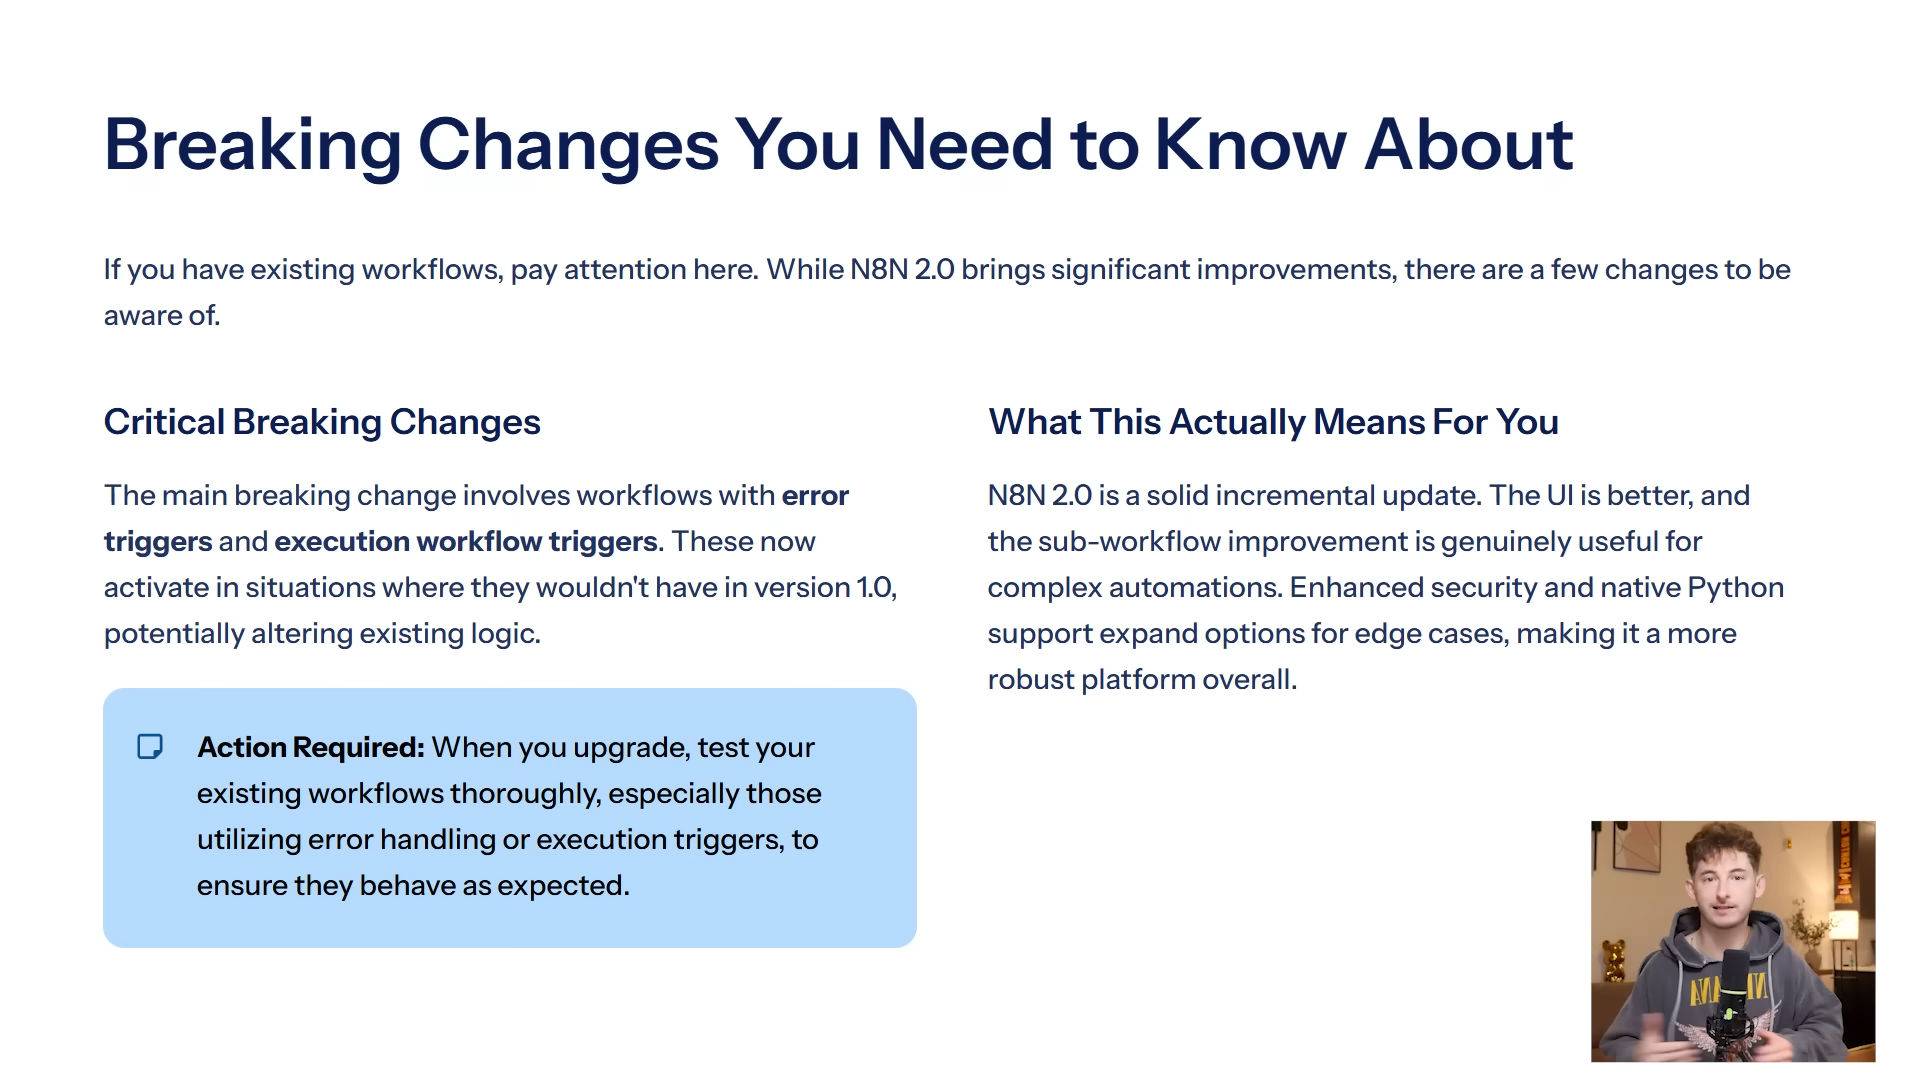 Breaking Changes You Need to Know About
If you have existing workflows, pay attention here. While N8N 2.0 brings significant improvements, there are a few changes to be
aware of.
Critical Breaking Changes
The main breaking change involves workflows with error
triggers and execution workflow triggers. These now
activate in situations where they wouldn't have in version 1.0,
potentially altering existing logic.
Action Required: When you upgrade, test your
existing workflows thoroughly, especially those
utilizing error handling or execution triggers, to
ensure they behave as expected.
What This Actually Means For You
N8N 2.0 is a solid incremental update. The UI is better, and
the sub-workflow improvement is genuinely useful for
complex automations. Enhanced security and native Python
support expand options for edge cases, making it a more
robust platform overall.